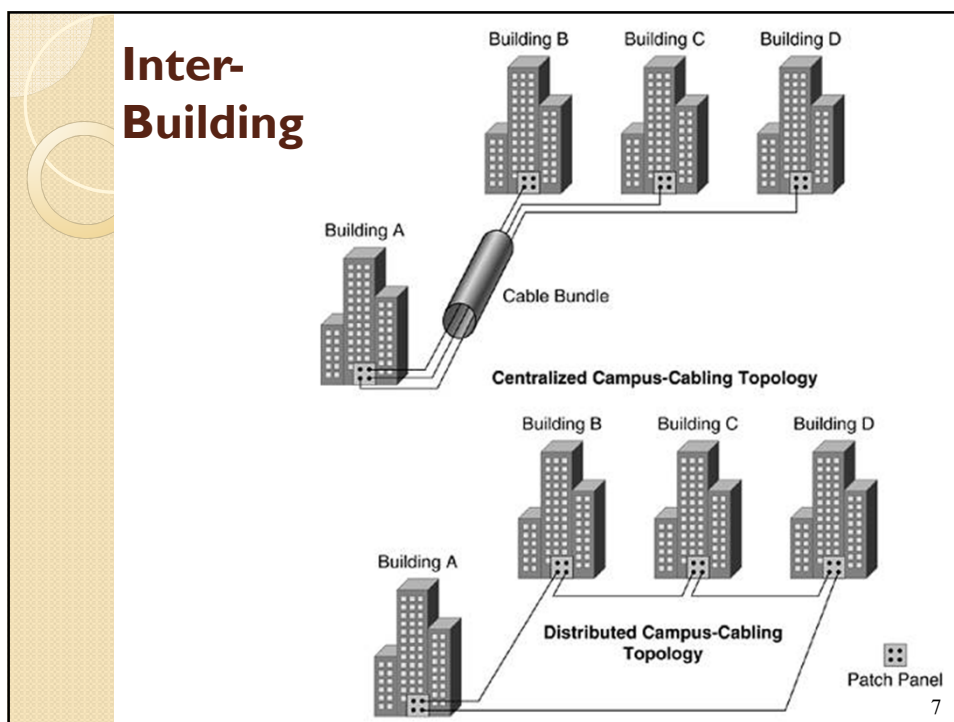 Inter-
Building
Building B
Building C
Building D
Building A
Cable Bundle
Centralized Campus-Cabling Topology
Building B
Building C
Building D
Building A
Distributed Campus-Cabling
Topology
Patch Panel
7